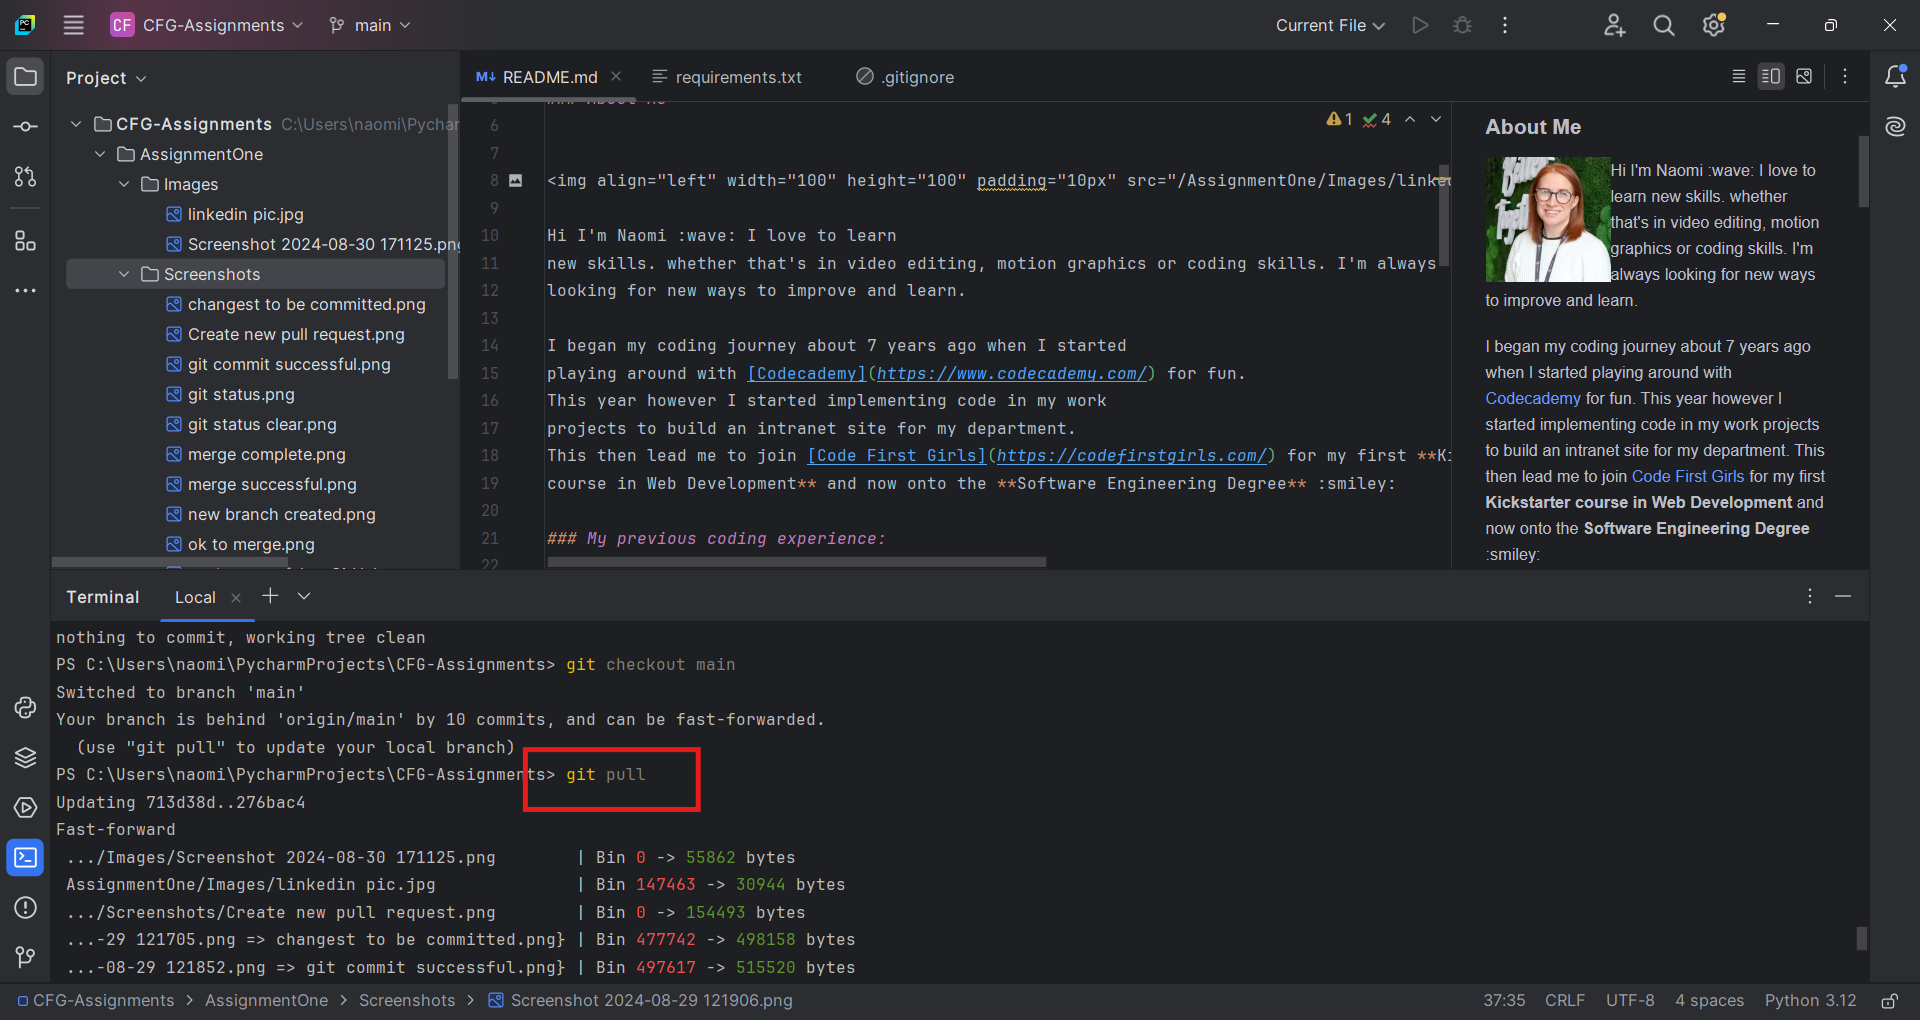 CF CFG-Assignments main Current File
Project
README.md requirements.txt .gitignore
CFG-Assignments C:\Users\naomi\Pychar
AssignmentOne
Images
linkedin pic.jpg
Screenshot 2024-08-30 171125.png
Screenshots
changest to be committed.png
Create new pull request.png
git commit successful.png
git status.png
git status clear.png
merge complete.png
merge successful.png
new branch created.png
ok to merge.png
1 4
6
7
8 <img align="left" width="100" height="100" padding="10px" src="/AssignmentOne/Images/linked
9
10 Hi I'm Naomi :wave: I love to learn
11 new skills. whether that's in video editing, motion graphics or coding skills. I'm always
12 looking for new ways to improve and learn.
13
14 I began my coding journey about 7 years ago when I started
15 playing around with [Codecademy](https://www.codecademy.com/) for fun.
16 This year however I started implementing code in my work
17 projects to build an intranet site for my department.
18 This then lead me to join [Code First Girls](https://codefirstgirls.com/) for my first **Ki
19 course in Web Development** and now onto the **Software Engineering Degree** :smiley:
20
21 ### My previous coding experience:
22
About Me
Hi I'm Naomi :wave: I love to
learn new skills. whether
that's in video editing, motion
graphics or coding skills. I'm
always looking for new ways
to improve and learn.
I began my coding journey about 7 years ago
when I started playing around with
Codecademy for fun. This year however I
started implementing code in my work projects
to build an intranet site for my department. This
then lead me to join Code First Girls for my first
Kickstarter course in Web Development and
now onto the Software Engineering Degree
:smiley:
Terminal Local
nothing to commit, working tree clean
PS C:\Users\naomi\PycharmProjects\CFG-Assignments> git checkout main
Switched to branch 'main'
Your branch is behind 'origin/main' by 10 commits, and can be fast-forwarded.
(use "git pull" to update your local branch)
PS C:\Users\naomi\PycharmProjects\CFG-Assignments> git pull
Updating 713d38d..276bac4
Fast-forward
.../Images/Screenshot 2024-08-30 171125.png | Bin 0 -> 55862 bytes
AssignmentOne/Images/linkedin pic.jpg | Bin 147463 -> 30944 bytes
.../Screenshots/Create new pull request.png | Bin 0 -> 154493 bytes
...-29 121705.png => changest to be committed.png} | Bin 477742 -> 498158 bytes
...-08-29 121852.png => git commit successful.png} | Bin 497617 -> 515520 bytes
CFG-Assignments > AssignmentOne > Screenshots > Screenshot 2024-08-29 121906.png 37:35 CRLF UTF-8 4 spaces Python 3.12